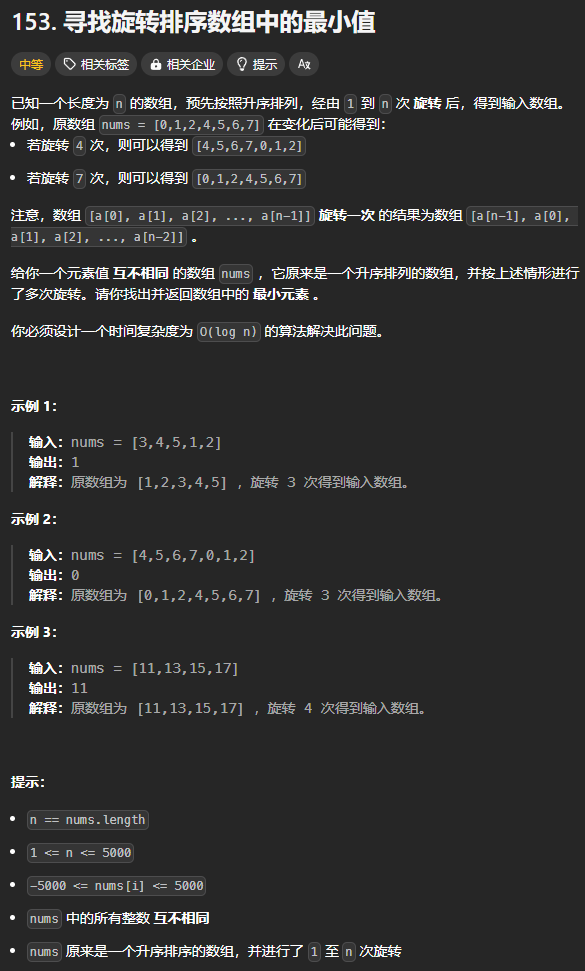 153. 寻找旋转排序数组中的最小值
中等 相关标签 相关企业 提示 Ax
已知一个长度为 n 的数组，预先按照升序排列，经由 1 到 n 次 旋转 后，得到输入数组。
例如，原数组 nums = [0,1,2,4,5,6,7] 在变化后可能得到：
• 若旋转 4 次，则可以得到 [4,5,6,7,0,1,2]
• 若旋转 7 次，则可以得到 [0,1,2,4,5,6,7]
注意，数组 [a[0], a[1], a[2], ..., a[n-1]] 旋转一次 的结果为数组 [a[n-1], a[0],
a[1], a[2], ..., a[n-2]] 。
给你一个元素值 互不相同 的数组 nums ，它原来是一个升序排列的数组，并按上述情形进行
了多次旋转。请你找出并返回数组中的 最小元素 。
你必须设计一个时间复杂度为 O(log n) 的算法解决此问题。
示例 1：
输入：nums = [3,4,5,1,2]
输出：1
解释：原数组为 [1,2,3,4,5] ，旋转 3 次得到输入数组。
示例 2：
输入：nums = [4,5,6,7,0,1,2]
输出：0
解释：原数组为 [0,1,2,4,5,6,7] ，旋转 3 次得到输入数组。
示例 3：
输入：nums = [11,13,15,17]
输出：11
解释：原数组为 [11,13,15,17] ，旋转 4 次得到输入数组。
提示：
• n == nums.length
• 1 <= n <= 5000
• -5000 <= nums[i] <= 5000
• nums 中的所有整数 互不相同
• nums 原来是一个升序排序的数组，并进行了 1 至 n 次旋转